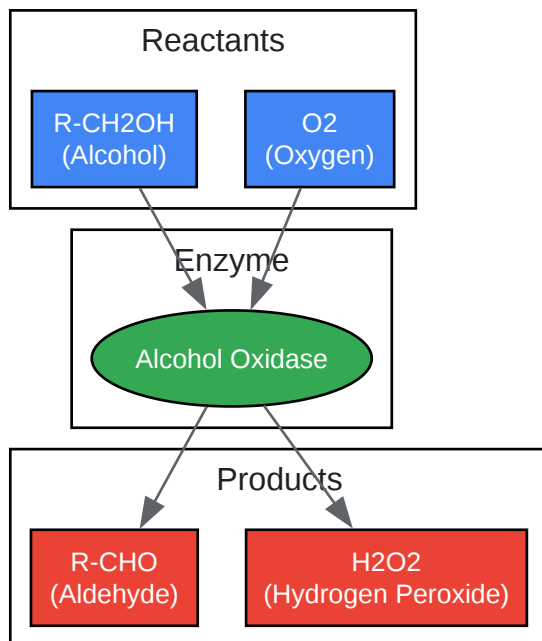 Reactants
R-CH2OH
(Alcohol)
O2
(Oxygen)
Enzyme
Alcohol Oxidase
Products
R-CHO
(Aldehyde)
H2O2
(Hydrogen Peroxide)